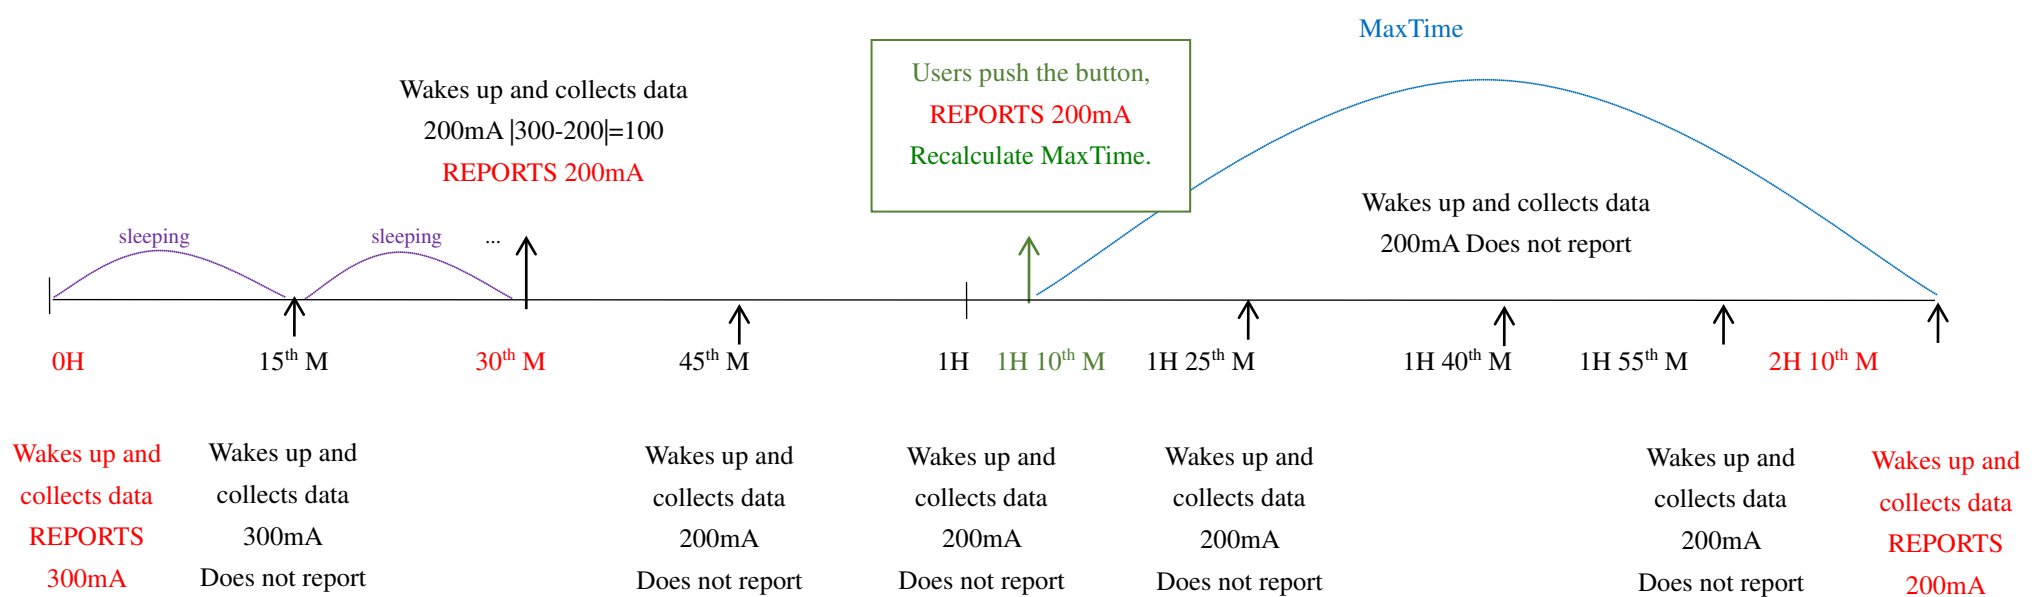 MaxTime
Users push the button,
REPORTS 200mA
Recalculate MaxTime.
Wakes up and collects data
200mA |300-200|=100
REPORTS 200mA
Wakes up and collects data
200mA Does not report
sleeping
sleeping
...
0H
15th M
30th M
45th M
1H
1H 10th M
1H 25th M
1H 40th M
1H 55th M
2H 10th M
Wakes up and
collects data
REPORTS
300mA
Wakes up and
collects data
300mA
Does not report
Wakes up and
collects data
200mA
Does not report
Wakes up and
collects data
200mA
Does not report
Wakes up and
collects data
200mA
Does not report
Wakes up and
collects data
200mA
Does not report
Wakes up and
collects data
REPORTS
200mA